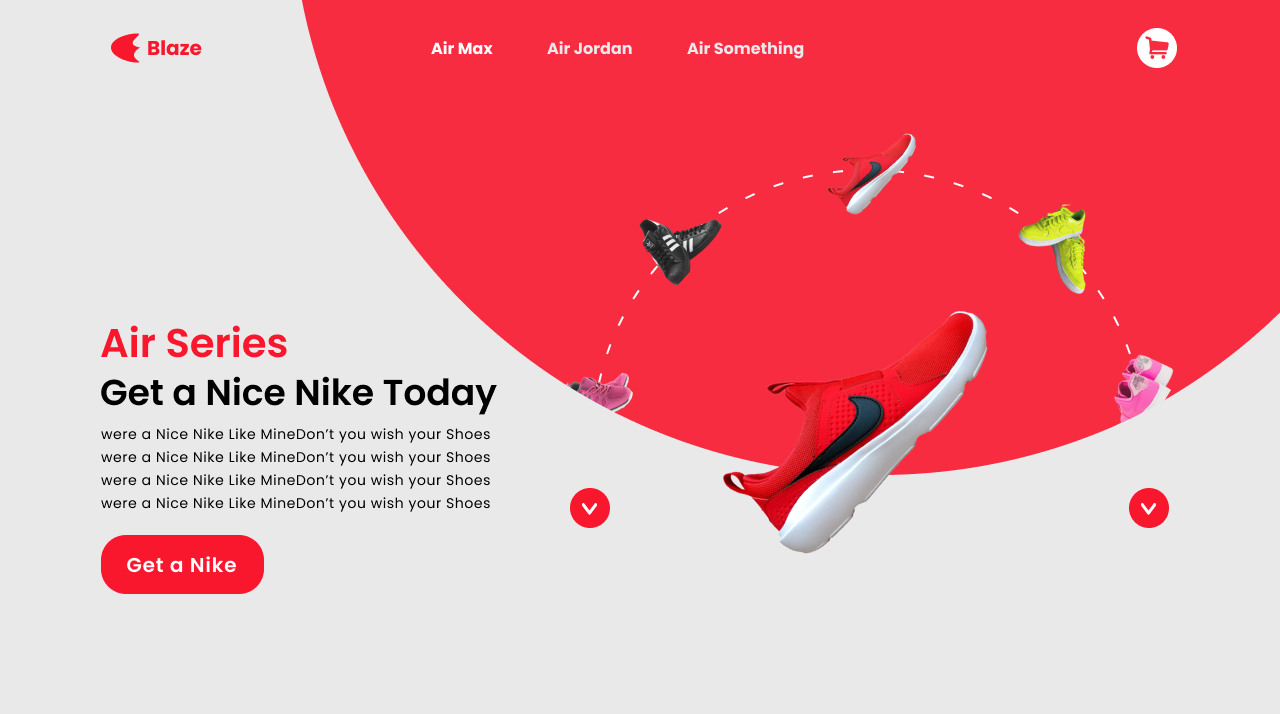 Blaze
Air Max
Air Jordan
Air Something
Air Series
Get a Nice Nike Today
were a Nice Nike Like MineDon’t you wish your Shoes
were a Nice Nike Like MineDon’t you wish your Shoes
were a Nice Nike Like MineDon’t you wish your Shoes
were a Nice Nike Like MineDon’t you wish your Shoes
Get a Nike